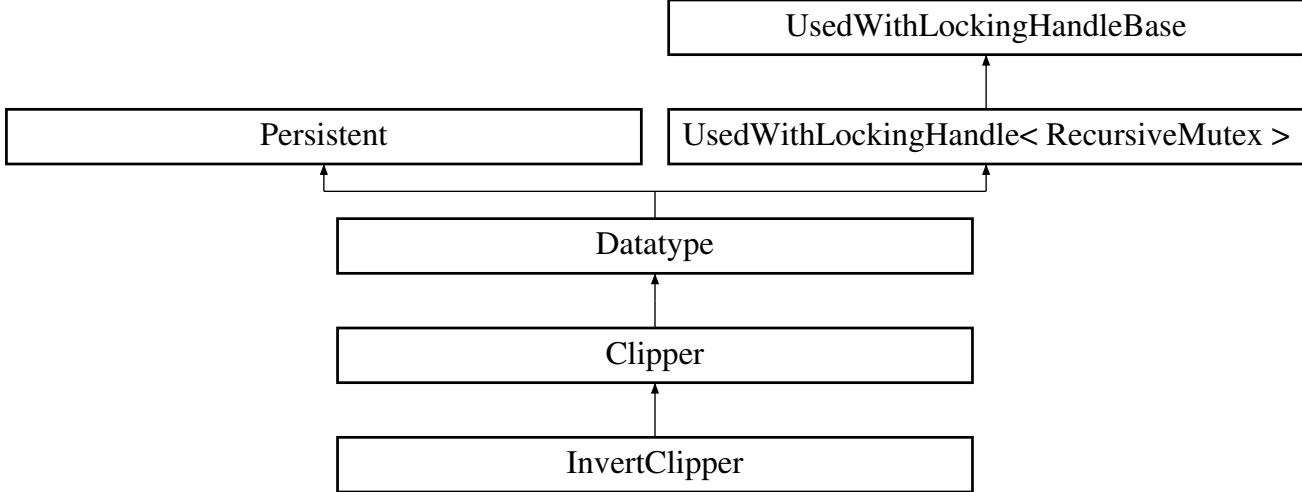 UsedWithLockingHandleBase
Persistent
UsedWithLockingHandle< RecursiveMutex >
Datatype
Clipper
InvertClipper